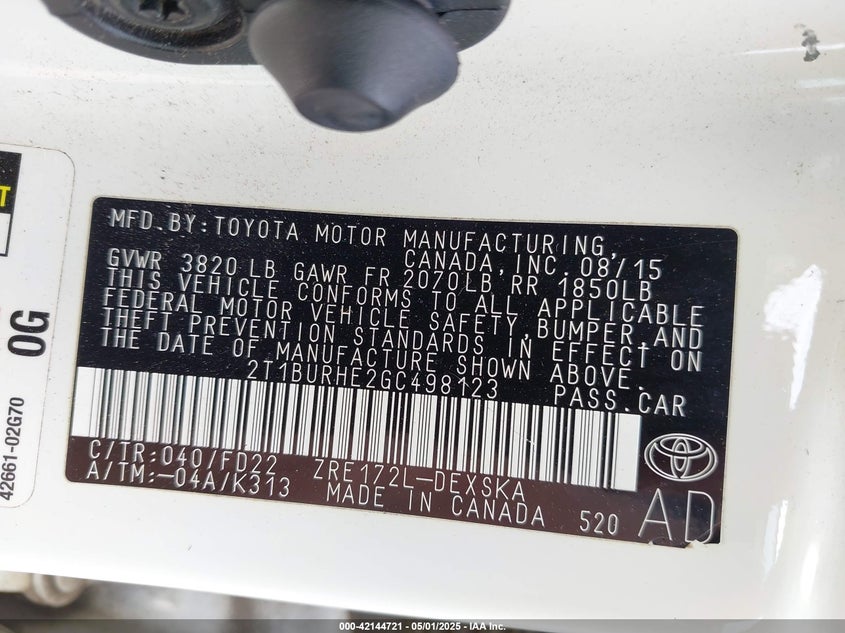 MFD.BY:TOYOTA MOTOR MANUFACTURING,
CANADA,INC. 08/15
GVWR 3820LB GAWR FR 2070LB RR 1850LB
THIS VEHICLE CONFORMS TO ALL APPLICABLE
FEDERAL MOTOR VEHICLE SAFETY,BUMPER,AND
THEFT PREVENTION STANDARDS IN EFFECT ON
THE DATE OF MANUFACTURE SHOWN ABOVE.
2T1BURHE2GC498123 PASS.CAR
C/TR:040/FD22 ZRE172L-DEXSKA
A/TM:-04A/K313 MADE IN CANADA 520 AD
T
42661-02G70 0G
000-42144721 - 05/01/2025 - IAA Inc.